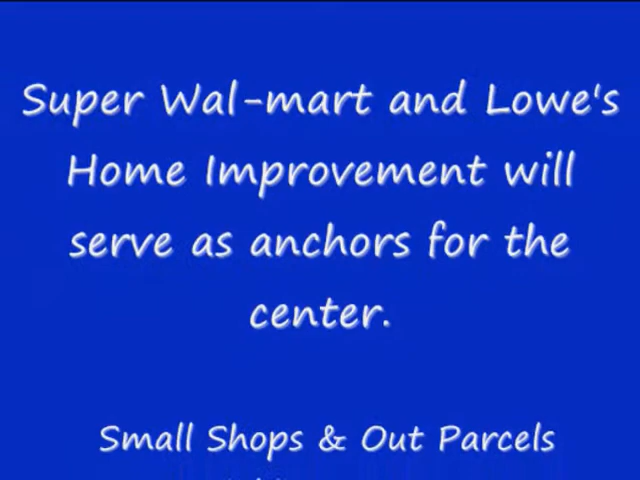 Super Wal-mart and Lowe's
Home Improvement will
serve as anchors for the
center.
Small Shops & Out Parcels